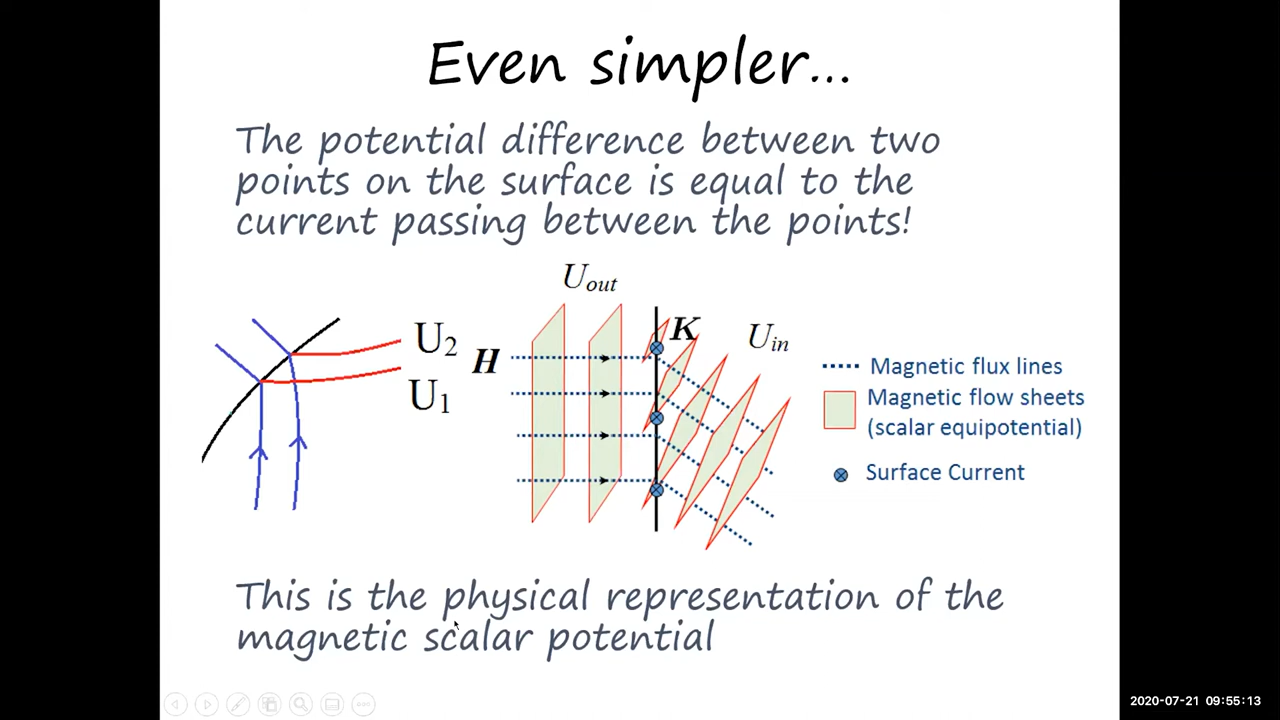 Even simpler...
The potential difference between two
points on the surface is equal to the
current passing between the points!
U2
U1
Uout
H
K
Uin
Magnetic flux lines
Magnetic flow sheets
(scalar equipotential)
Surface Current
This is the physical representation of the
magnetic scalar potential
2020-07-21 09:55:13